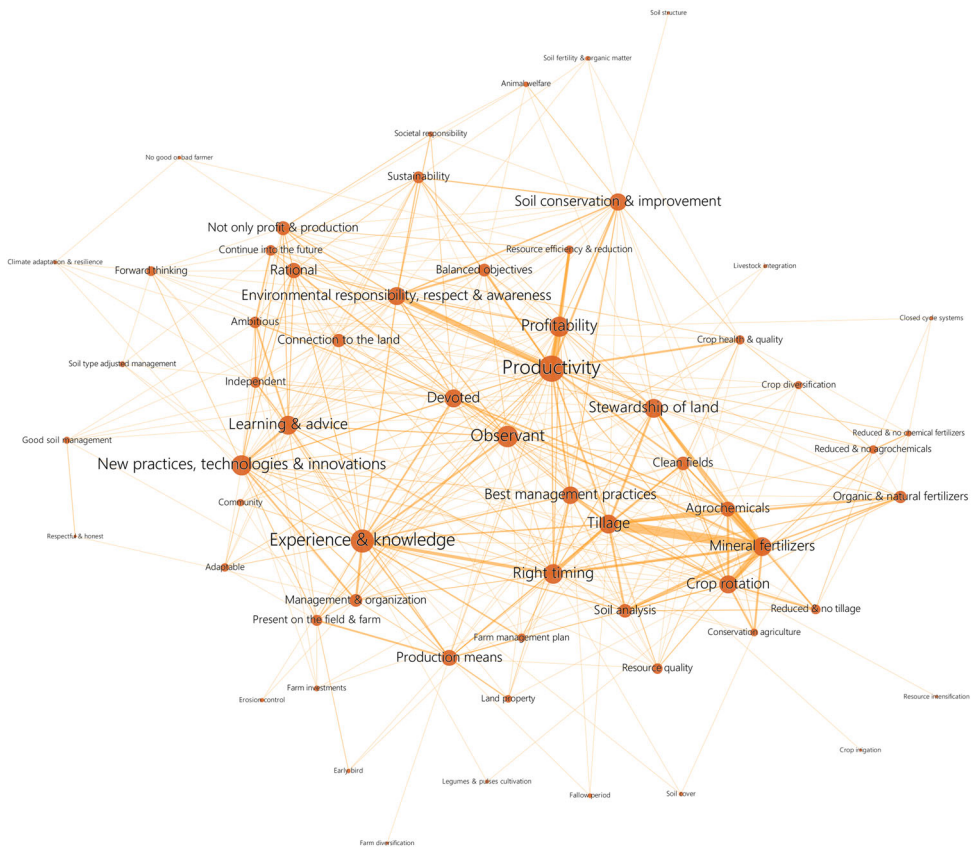 Soil structure
Soil fertility & organic matter
Animal welfare
Societal responsibility
No good or bad farmer
Sustainability
Soil conservation & improvement
Not only profit & production
Continue into the future
Resource efficiency & reduction
Climate adaptation & resilience
Forward thinking
Rational
Balanced objectives
Livestock integration
Environmental responsibility, respect & awareness
Ambitious
Profitability
Closed cycle systems
Connection to the land
Crop health & quality
Soil type adjusted management
Productivity
Independent
Crop diversification
Devoted
Stewardship of land
Learning & advice
Observant
Reduced & no chemical fertilizers
Good soil management
Reduced & no agrochemicals
New practices, technologies & innovations
Clean fields
Community
Best management practices
Organic & natural fertilizers
Agrochemicals
Tillage
Respectful & honest
Experience & knowledge
Mineral fertilizers
Adaptable
Right timing
Crop rotation
Management & organization
Soil analysis
Reduced & no tillage
Present on the field & farm
Conservation agriculture
Farm management plan
Production means
Resource quality
Farm investments
Erosion control
Land property
Resource intensification
Crop irrigation
Early bird
Legumes & pulses cultivation
Fallow period
Soil cover
Farm diversification